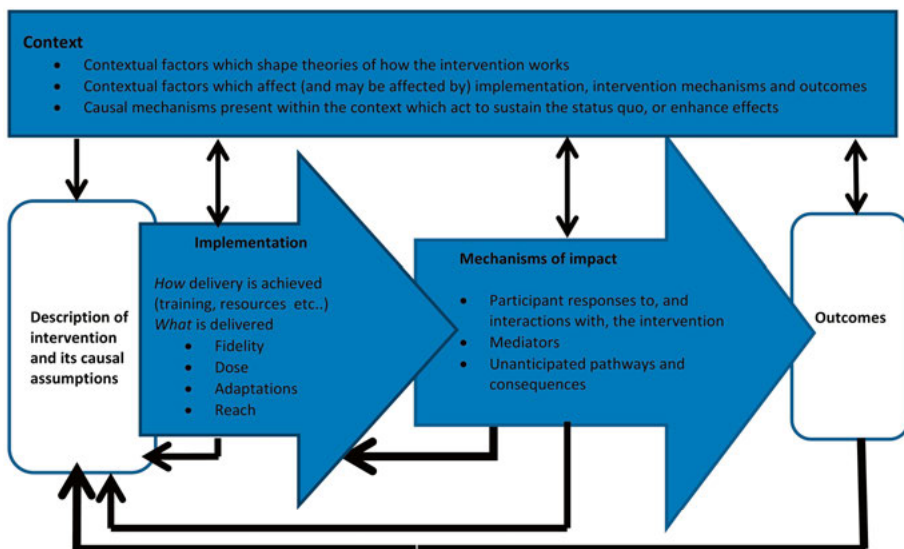 Context
• Contextual factors which shape theories of how the intervention works
• Contextual factors which affect (and may be affected by) implementation, intervention mechanisms and outcomes
• Causal mechanisms present within the context which act to sustain the status quo, or enhance effects
Description of
intervention
and its causal
assumptions
Implementation
How delivery is achieved
(training, resources etc..)
What is delivered
• Fidelity
• Dose
• Adaptations
• Reach
Mechanisms of impact
• Participant responses to, and
interactions with, the intervention
• Mediators
• Unanticipated pathways and
consequences
Outcomes